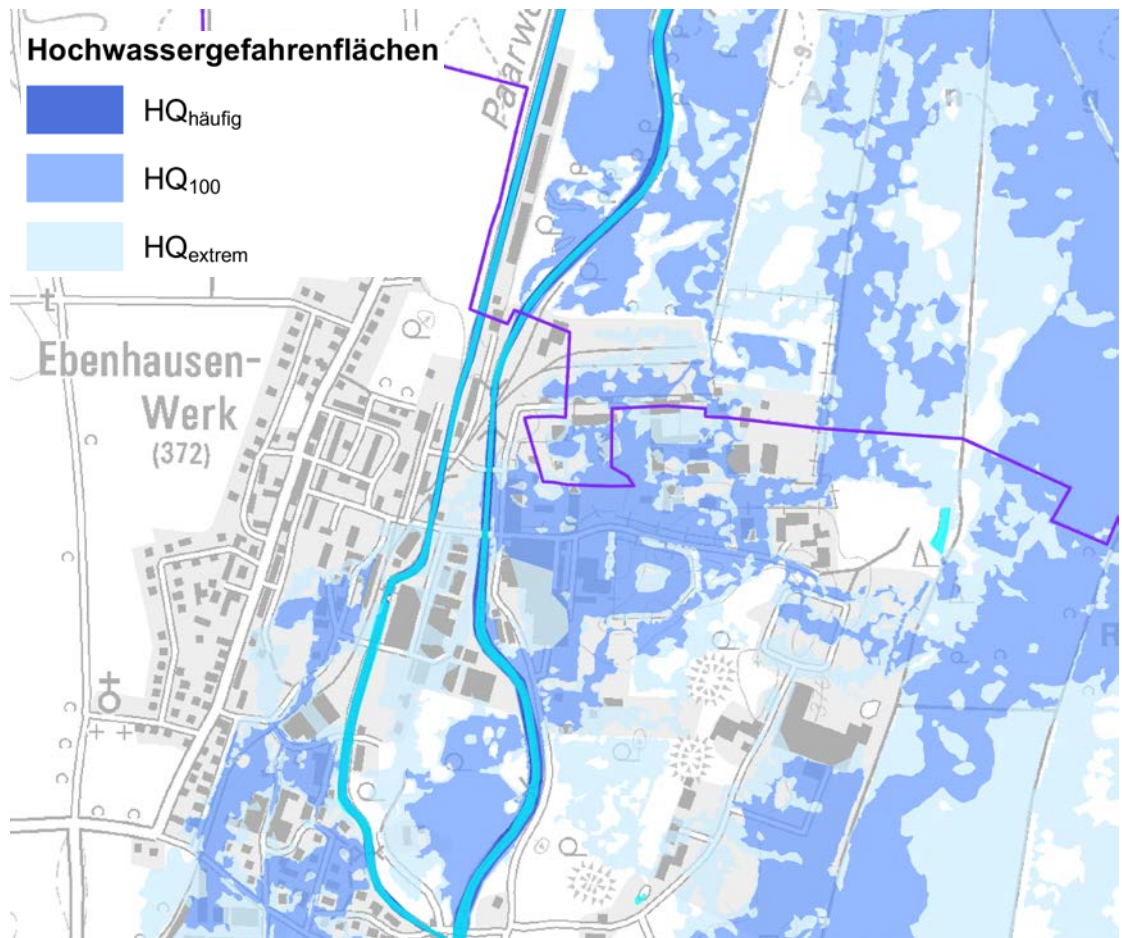 Hochwassergefahrenflächen
HQhäufig
HQ100
HQextrem
Paarw
A n g
Ebenhausen-
Werk
(372)
R